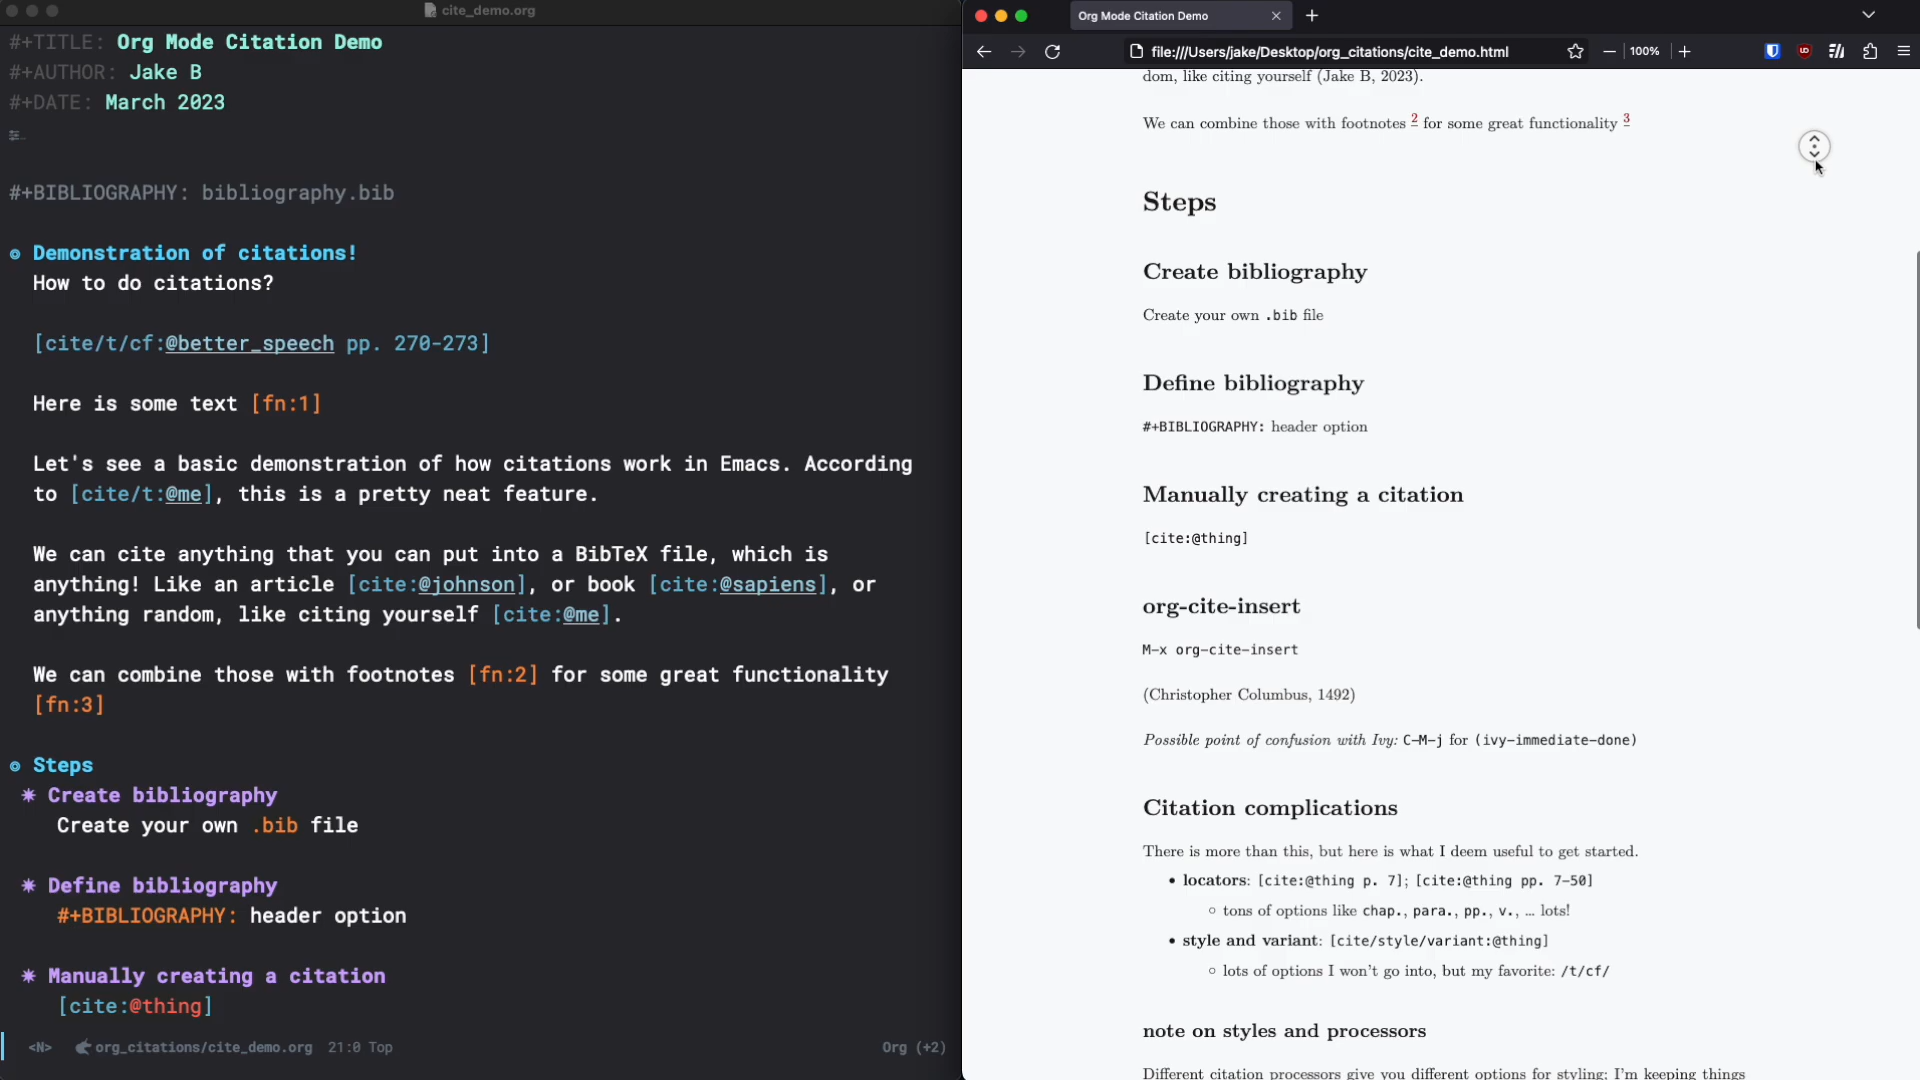 cite_demo.org
#+TITLE: Org Mode Citation Demo
#+AUTHOR: Jake B
#+DATE: March 2023
#+BIBLIOGRAPHY: bibliography.bib
Demonstration of citations!
How to do citations?
[cite/t/cf:@better_speech pp. 270-273]
Here is some text [fn:1]
Let's see a basic demonstration of how citations work in Emacs. According
to [cite/t:@me], this is a pretty neat feature.
We can cite anything that you can put into a BibTeX file, which is
anything! Like an article [cite:@johnson], or book [cite:@sapiens], or
anything random, like citing yourself [cite:@me].
We can combine those with footnotes [fn:2] for some great functionality
[fn:3]
Steps
Create bibliography
Create your own .bib file
Define bibliography
#+BIBLIOGRAPHY: header option
Manually creating a citation
[cite:@thing]
<N> org_citations/cite_demo.org 21:0 Top Org (+2)
Org Mode Citation Demo
file:///Users/jake/Desktop/org_citations/cite_demo.html 100%
dom, like citing yourself (Jake B, 2023).
We can combine those with footnotes 2 for some great functionality 3
Steps
Create bibliography
Create your own .bib file
Define bibliography
#+BIBLIOGRAPHY: header option
Manually creating a citation
[cite:@thing]
org-cite-insert
M-x org-cite-insert
(Christopher Columbus, 1492)
Possible point of confusion with Ivy: C-M-j for (ivy-immediate-done)
Citation complications
There is more than this, but here is what I deem useful to get started.
• locators: [cite:@thing p. 7]; [cite:@thing pp. 7-50]
◦ tons of options like chap., para., pp., v., … lots!
• style and variant: [cite/style/variant:@thing]
◦ lots of options I won't go into, but my favorite: /t/cf/
note on styles and processors
Different citation processors give you different options for styling; I'm keeping things